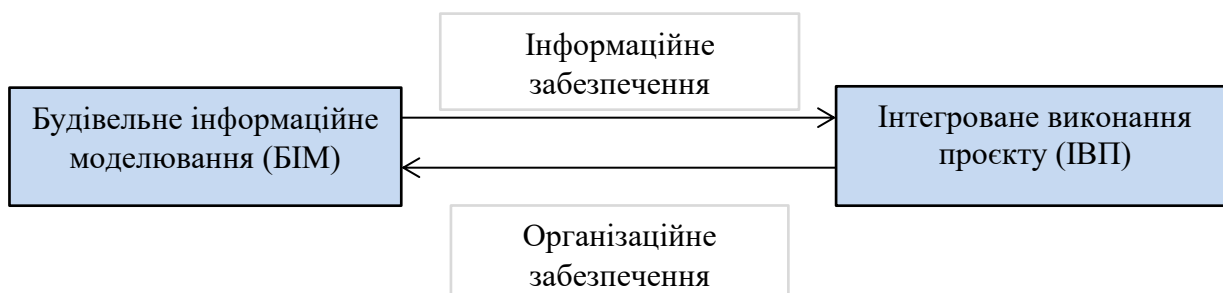 Інформаційне
забезпечення
Будівельне інформаційне
моделювання (БІМ)
Інтегроване виконання
проєкту (ІВП)
Організаційне
забезпечення